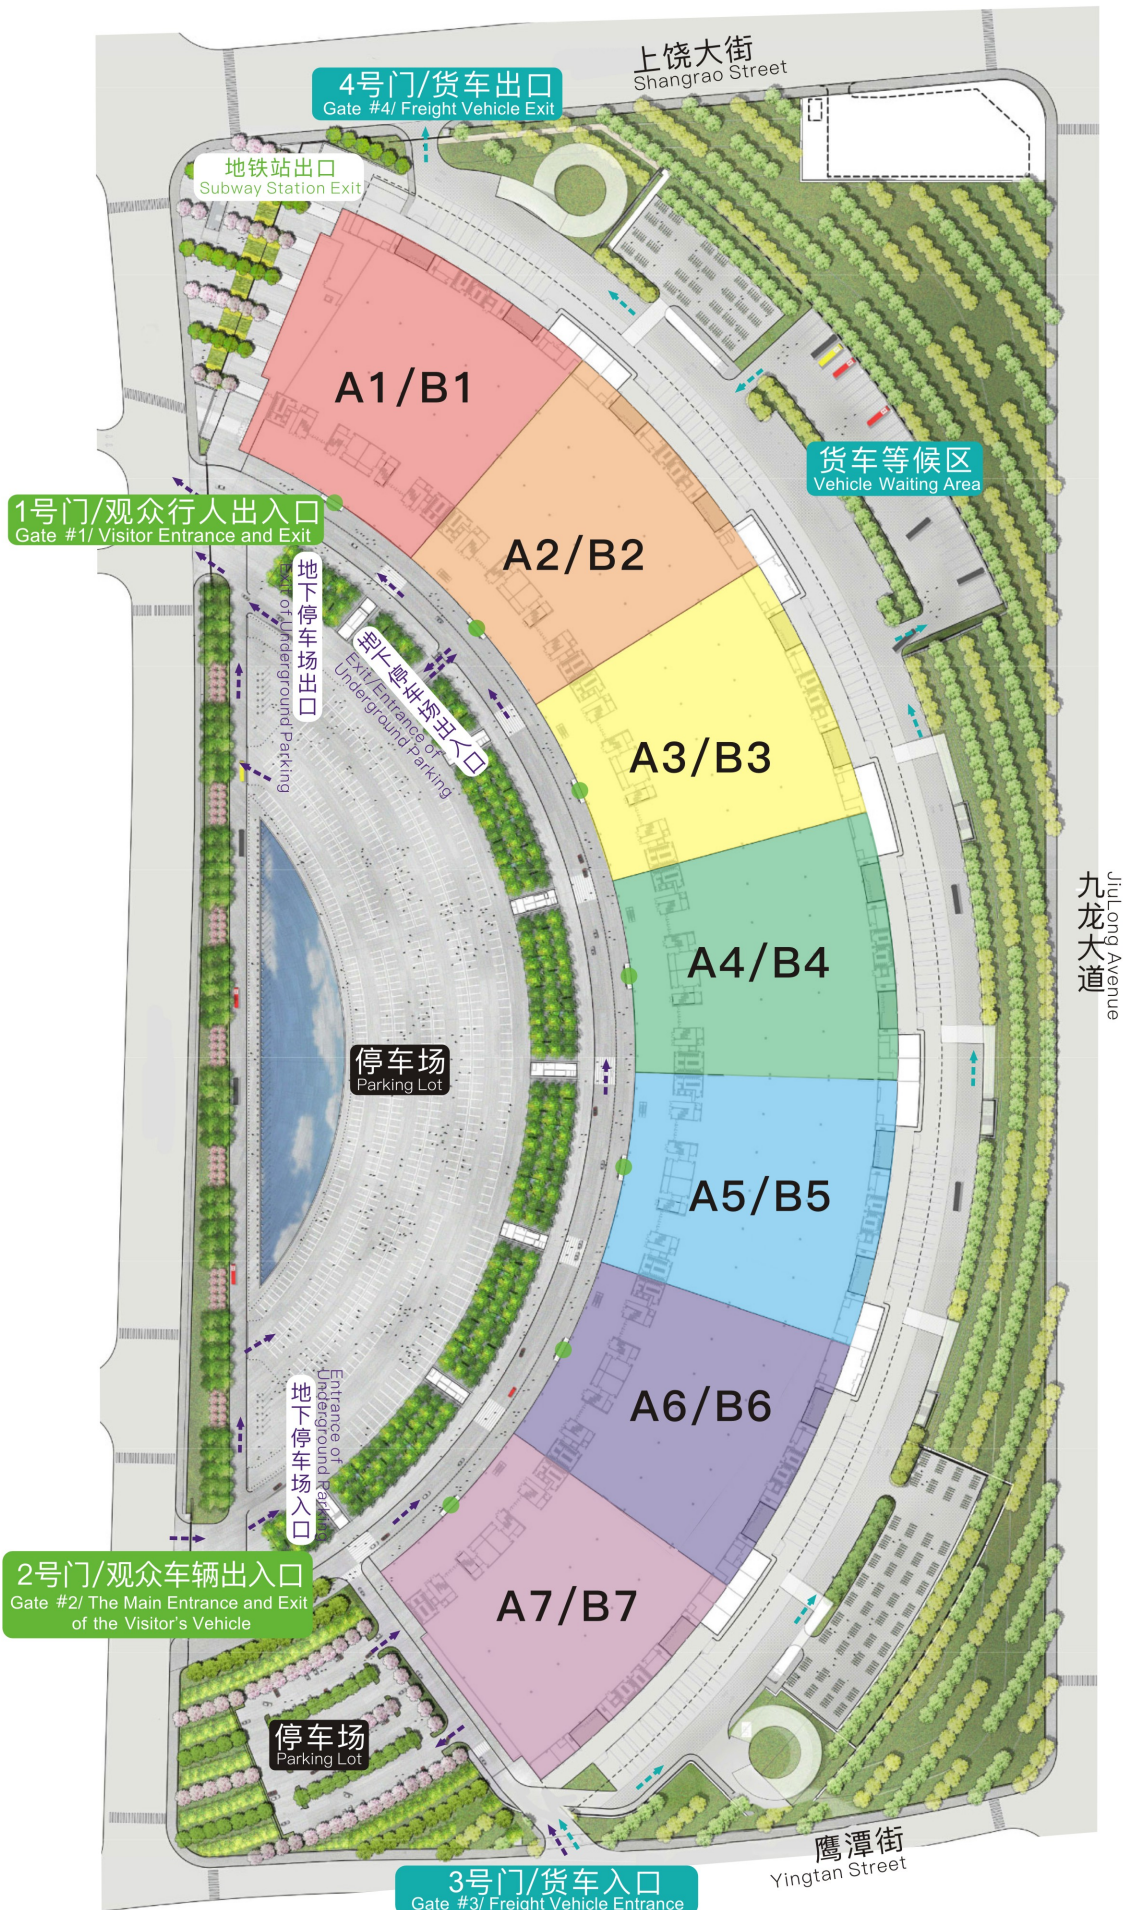 上饶大街
Shangrao Street
4号门/货车出口
Gate #4/ Freight Vehicle Exit
地铁站出口
Subway Station Exit
A1/B1
货车等候区
Vehicle Waiting Area
1号门/观众行人出入口
Gate #1/ Visitor Entrance and Exit
A2/B2
地下停车场出口
Exit of Underground Parking
地下停车场出入口
Exit/Entrance of
Underground Parking
A3/B3
九龙大道
JiuLong Avenue
A4/B4
停车场
Parking Lot
A5/B5
A6/B6
地下停车场入口
Entrance of
Underground Parking
2号门/观众车辆出入口
Gate #2/ The Main Entrance and Exit
of the Visitor's Vehicle
A7/B7
停车场
Parking Lot
鹰潭街
Yingtan Street
3号门/货车入口
Gate #3/ Freight Vehicle Entrance